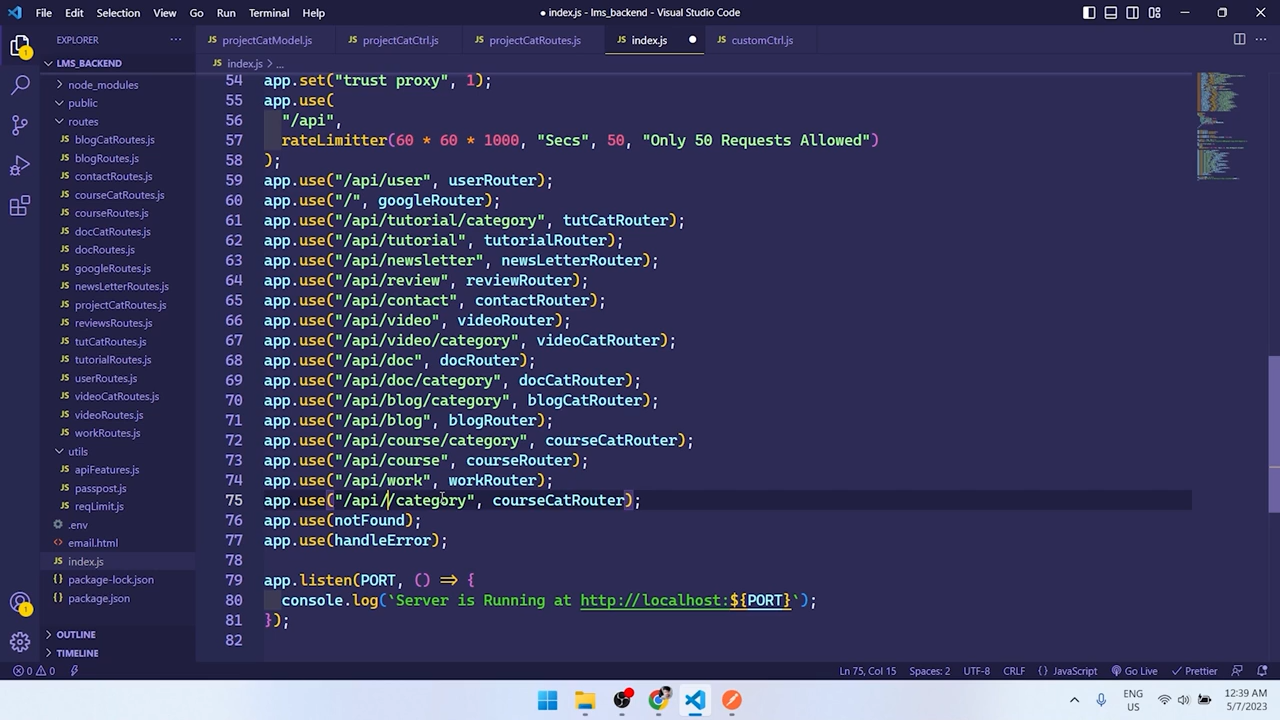 File Edit Selection View Go Run Terminal Help
● index.js - lms_backend - Visual Studio Code
EXPLORER
projectCatModel.js
projectCatCtrl.js
projectCatRoutes.js
index.js
customCtrl.js
LMS_BACKEND
index.js > ...
node_modules
public
routes
blogCatRoutes.js
blogRoutes.js
contactRoutes.js
courseCatRoutes.js
courseRoutes.js
docCatRoutes.js
docRoutes.js
googleRoutes.js
newsLetterRoutes.js
projectCatRoutes.js
reviewsRoutes.js
tutCatRoutes.js
tutorialRoutes.js
userRoutes.js
videoCatRoutes.js
videoRoutes.js
workRoutes.js
utils
apiFeatures.js
passpost.js
reqLimit.js
.env
email.html
index.js
package-lock.json
package.json
OUTLINE
TIMELINE
54 app.set("trust proxy", 1);
55 app.use(
56 "/api",
57 rateLimitter(60 * 60 * 1000, "Secs", 50, "Only 50 Requests Allowed")
58 );
59 app.use("/api/user", userRouter);
60 app.use("/", googleRouter);
61 app.use("/api/tutorial/category", tutCatRouter);
62 app.use("/api/tutorial", tutorialRouter);
63 app.use("/api/newsletter", newsLetterRouter);
64 app.use("/api/review", reviewRouter);
65 app.use("/api/contact", contactRouter);
66 app.use("/api/video", videoRouter);
67 app.use("/api/video/category", videoCatRouter);
68 app.use("/api/doc", docRouter);
69 app.use("/api/doc/category", docCatRouter);
70 app.use("/api/blog/category", blogCatRouter);
71 app.use("/api/blog", blogRouter);
72 app.use("/api/course/category", courseCatRouter);
73 app.use("/api/course", courseRouter);
74 app.use("/api/work", workRouter);
75 app.use("/api//category", courseCatRouter);
76 app.use(notFound);
77 app.use(handleError);
78
79 app.listen(PORT, () => {
80 console.log(`Server is Running at http://localhost:${PORT}`);
81 });
82
0 0
Ln 75, Col 15 Spaces: 2 UTF-8 CRLF {} JavaScript Go Live Prettier
ENG
US
12:39 AM
5/7/2023